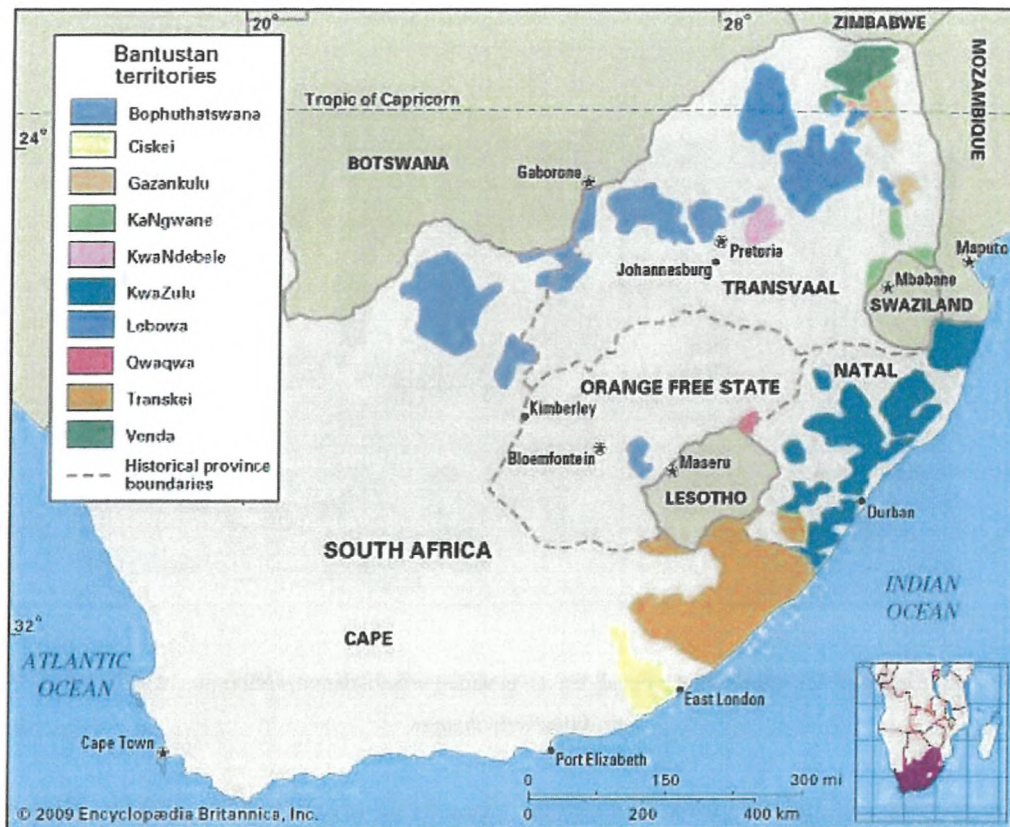 20°
28°
ZIMBABWE
MOZAMBIQUE
Bantustan
territories
Bophuthatswana
Ciskei
Gazankulu
KaNgwane
KwaNdebele
KwaZulu
Lebowa
Qwaqwa
Transkei
Venda
Historical province
boundaries
Tropic of Capricorn
24°
BOTSWANA
Gaborone
Pretoria
Johannesburg
TRANSVAAL
Maputo
Mbabane
SWAZILAND
NATAL
ORANGE FREE STATE
Kimberley
Bloemfontein
Maseru
LESOTHO
Durban
SOUTH AFRICA
INDIAN
OCEAN
32°
CAPE
ATLANTIC
OCEAN
East London
Cape Town
Port Elizabeth
0 150 300 mi
0 200 400 km
© 2009 Encyclopædia Britannica, Inc.